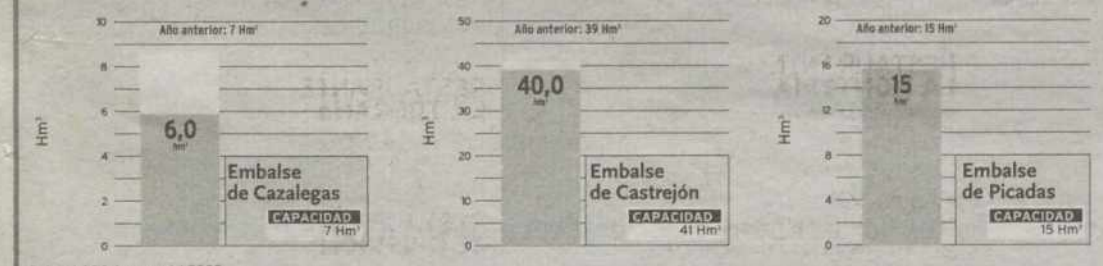 Año anterior: 7 Hm³
10
8
6
4
2
0
Hm³
6,0
hm³
Embalse
de Cazalegas
CAPACIDAD
7 Hm³
Año anterior: 39 Hm³
50
40
30
20
10
0
Hm³
40,0
hm³
Embalse
de Castrejón
CAPACIDAD
41 Hm³
Año anterior: 15 Hm³
20
16
12
8
4
0
Hm³
15
hm³
Embalse
de Picadas
CAPACIDAD
15 Hm³